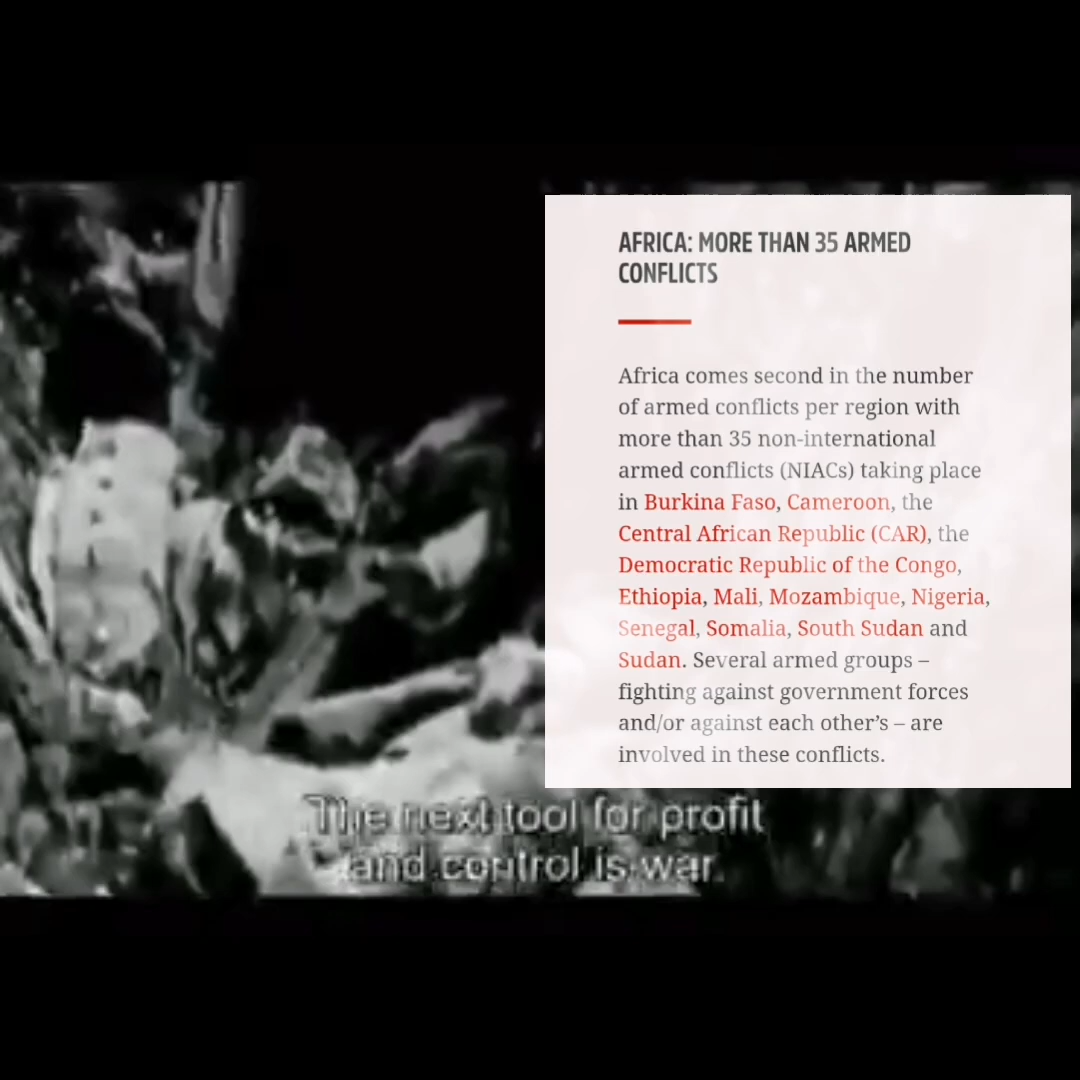 AFRICA: MORE THAN 35 ARMED
CONFLICTS
Africa comes second in the number
of armed conflicts per region with
more than 35 non-international
armed conflicts (NIACs) taking place
in Burkina Faso, Cameroon, the
Central African Republic (CAR), the
Democratic Republic of the Congo,
Ethiopia, Mali, Mozambique, Nigeria,
Senegal, Somalia, South Sudan and
Sudan. Several armed groups –
fighting against government forces
and/or against each other’s – are
involved in these conflicts.
The next tool for profit
and control is war.